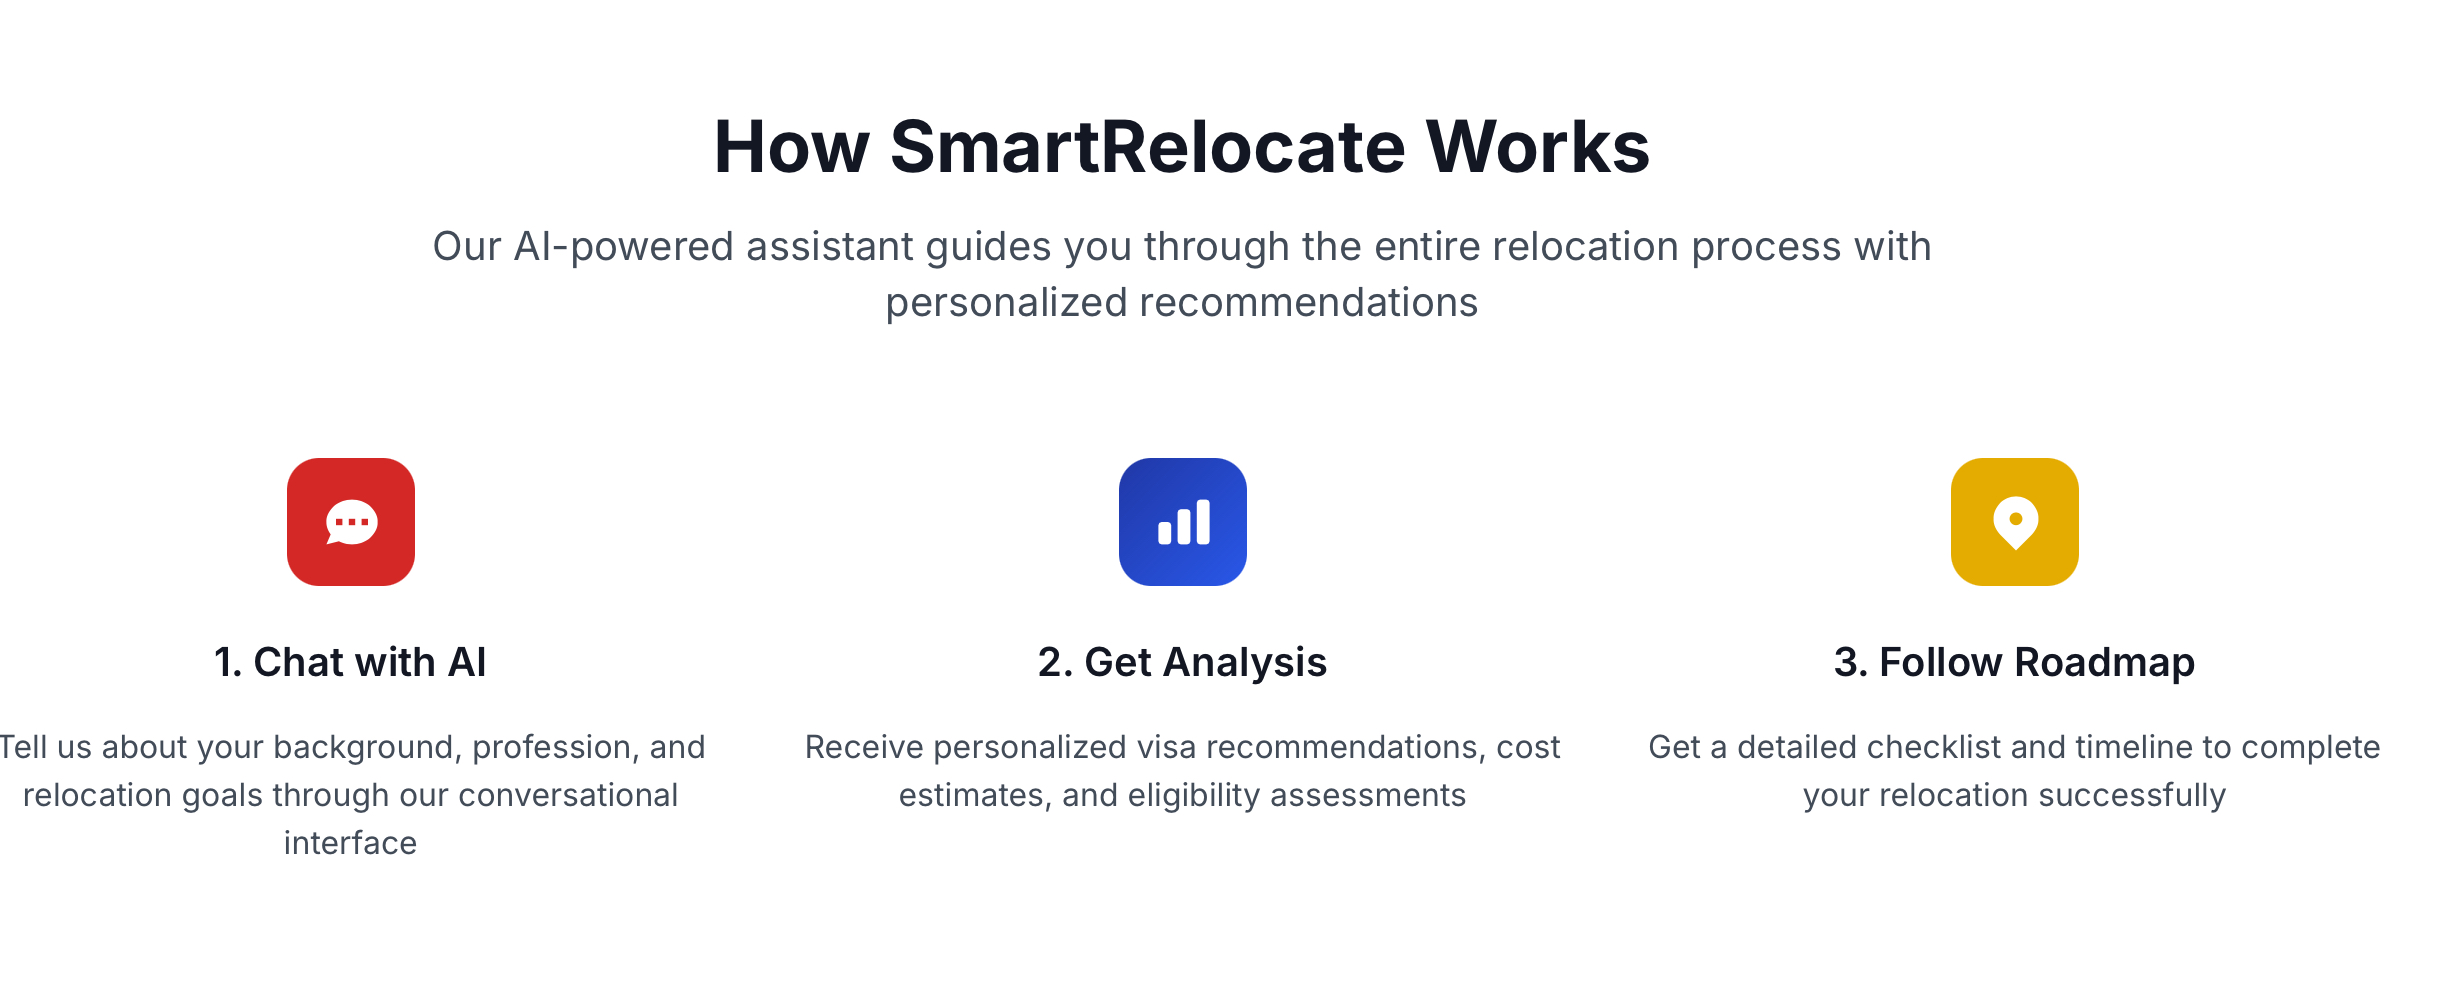 How SmartRelocate Works
Our AI-powered assistant guides you through the entire relocation process with
personalized recommendations
1. Chat with AI
Tell us about your background, profession, and
relocation goals through our conversational
interface
2. Get Analysis
Receive personalized visa recommendations, cost
estimates, and eligibility assessments
3. Follow Roadmap
Get a detailed checklist and timeline to complete
your relocation successfully